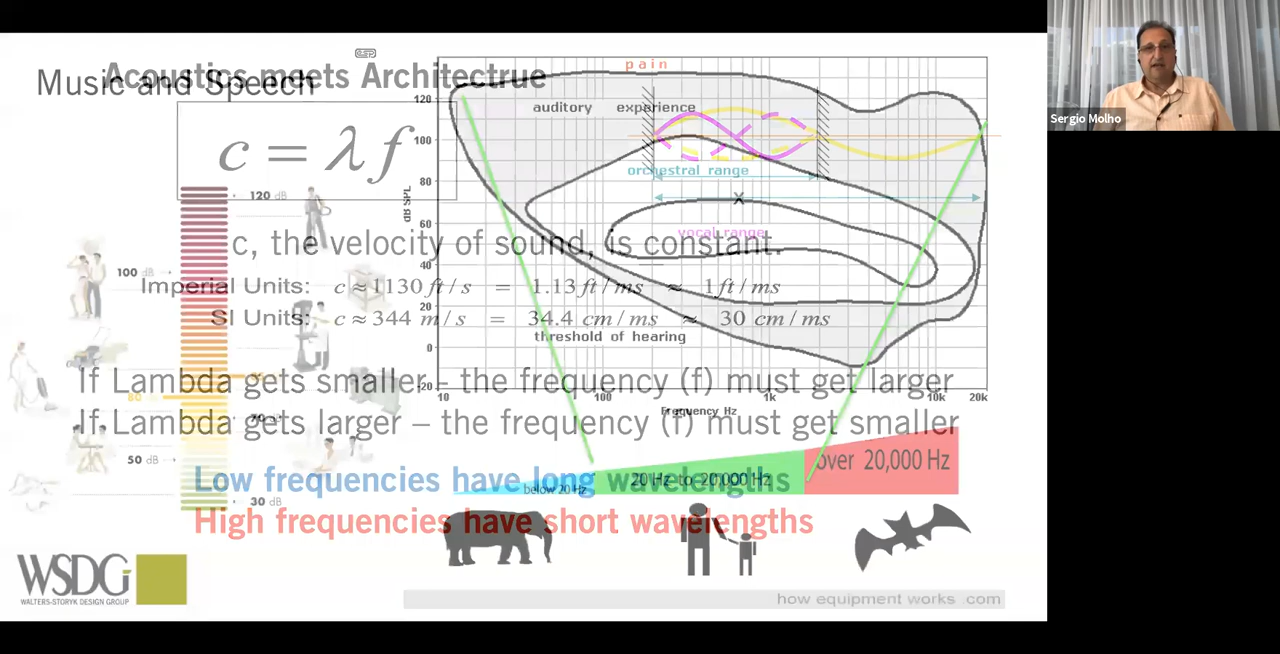 Acoustics meets Architectrue
Music and Speech
c = λ f
c, the velocity of sound, is constant.
Imperial Units: c ≈ 1130 ft / s = 1.13 ft / ms ≈ 1 ft / ms
SI Units: c ≈ 344 m / s = 34.4 cm / ms ≈ 30 cm / ms
If Lambda gets smaller – the frequency (f) must get larger
If Lambda gets larger – the frequency (f) must get smaller
Low frequencies have long wavelengths
High frequencies have short wavelengths
120 dB
100 dB
80
70 dB
50 dB
30 dB
pain
auditory experience
orchestral range
x
vocal range
threshold of hearing
dB SPL
120
100
80
60
40
20
0
-20
10
100
1k
10k
20k
Frequency Hz
below 20 Hz
20 Hz to 20,000 Hz
over 20,000 Hz
WSDG
WALTERS-STORYK DESIGN GROUP
how equipment works .com
Sergio Molho